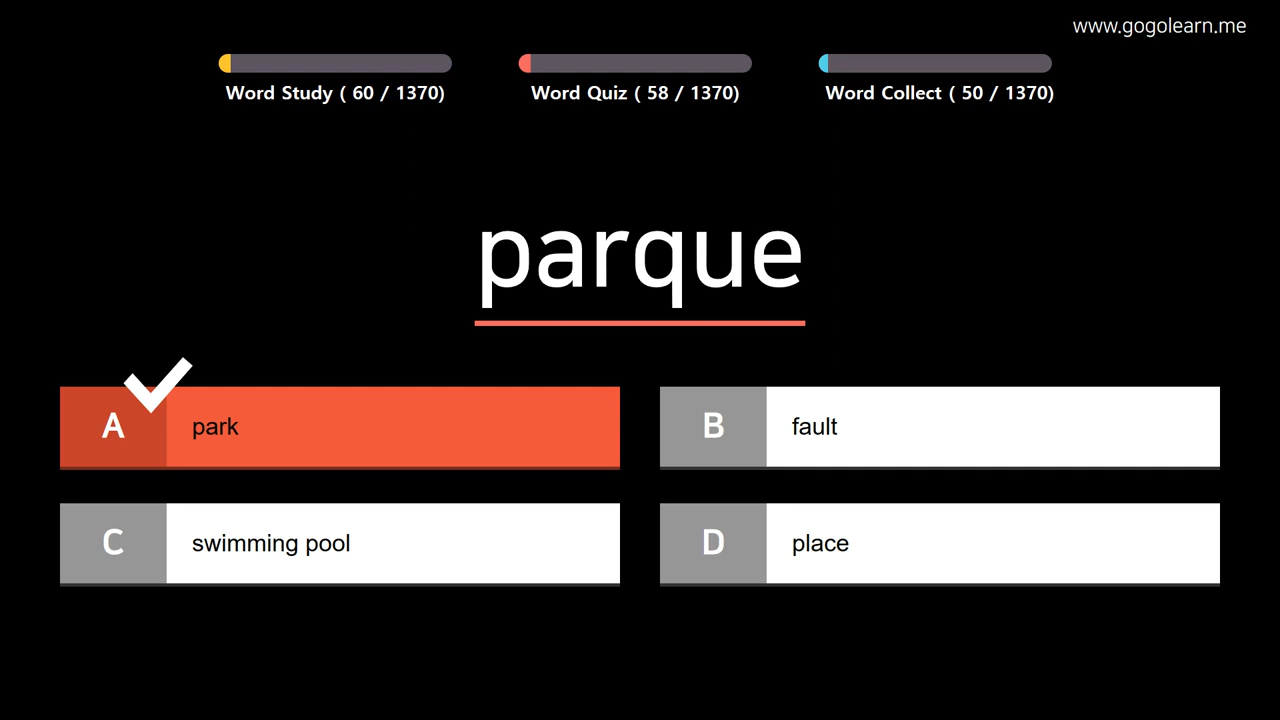 www.gogolearn.me
Word Study ( 60 / 1370)
Word Quiz ( 58 / 1370)
Word Collect ( 50 / 1370)
parque
A park
B fault
C swimming pool
D place